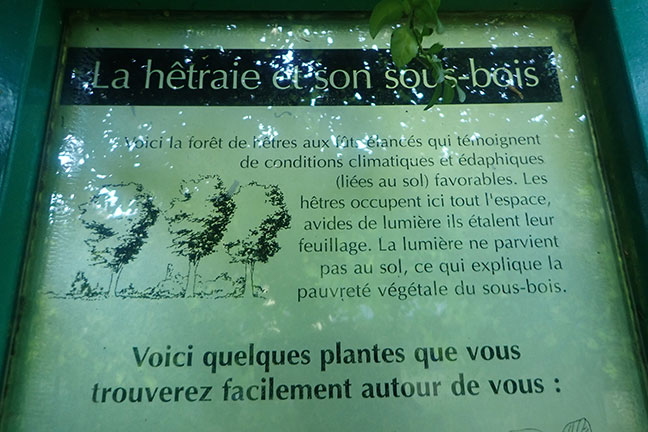 La hêtraie et son sous-bois
Voici la forêt de hêtres aux fûts élancés qui témoignent
de conditions climatiques et édaphiques
(liées au sol) favorables. Les
hêtres occupent ici tout l'espace,
avides de lumière ils étalent leur
feuillage. La lumière ne parvient
pas au sol, ce qui explique la
pauvreté végétale du sous-bois.
Voici quelques plantes que vous
trouverez facilement autour de vous :